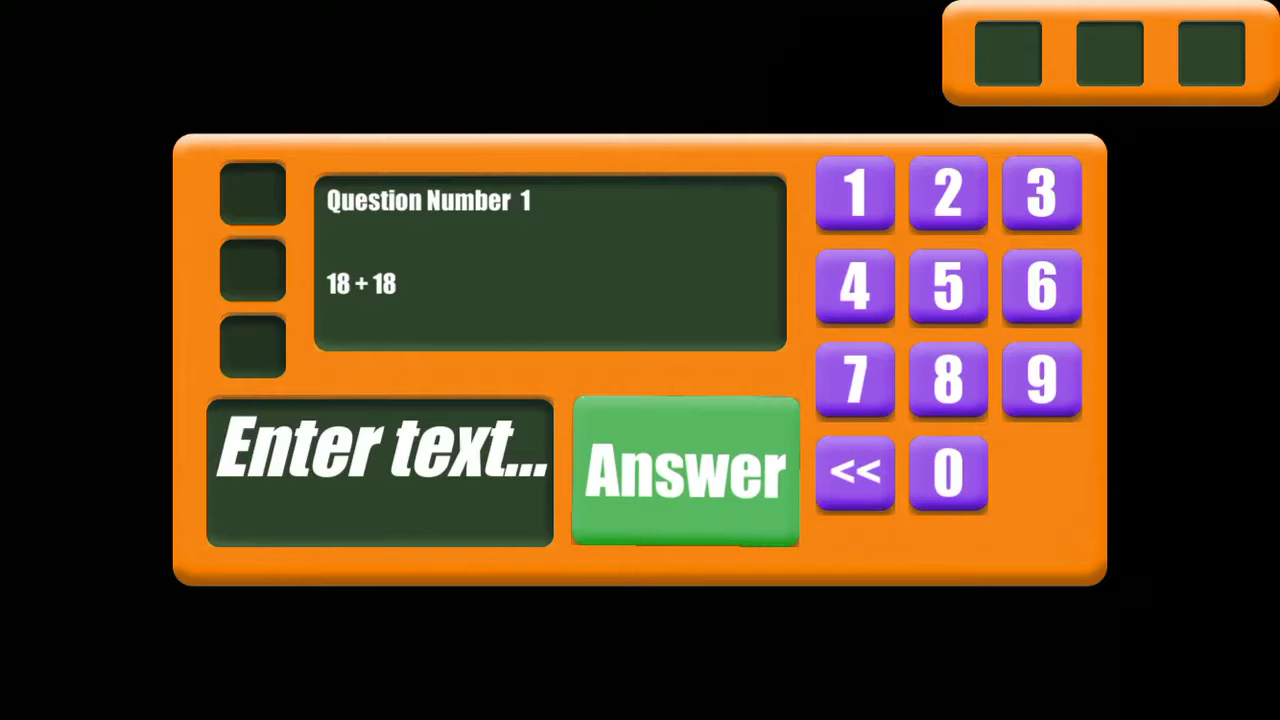 Question Number 1
18 + 18
Enter text...
Answer
1 2 3
4 5 6
7 8 9
<< 0